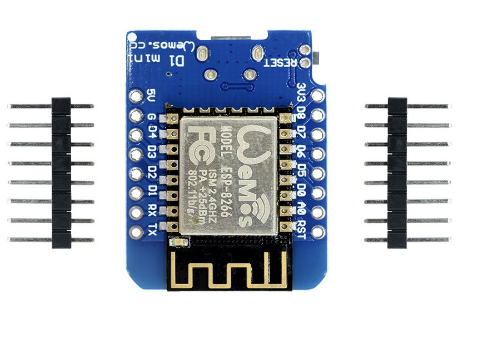 Wemos.cc
D1 mini
RESET
5V
G
D4
D3
D2
D1
RX
TX
3V3
D8
D7
D6
D5
D0
A0
RST
WeMos
MODEL ESP-8266
FC
ISM 2.4GHZ
PA +25dBm
802.11b/g/n